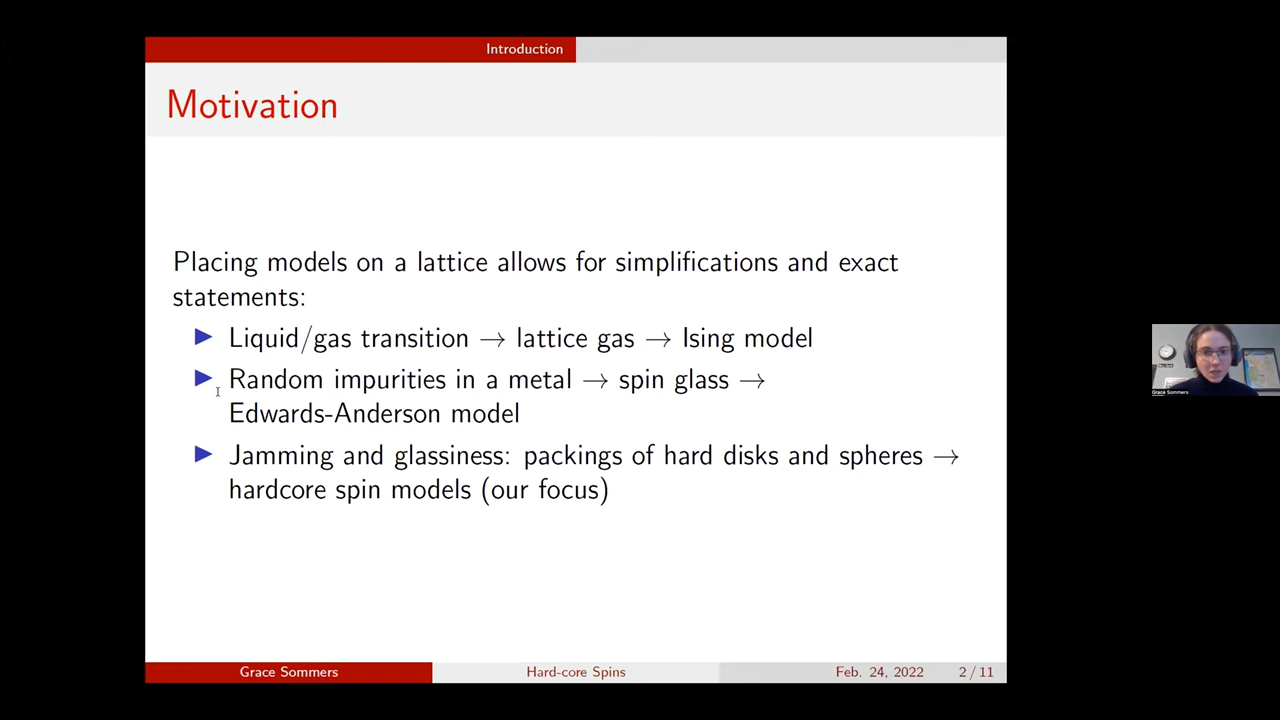 Introduction
Motivation
Placing models on a lattice allows for simplifications and exact
statements:
Liquid/gas transition → lattice gas → Ising model
Random impurities in a metal → spin glass →
Edwards-Anderson model
Jamming and glassiness: packings of hard disks and spheres →
hardcore spin models (our focus)
Grace Sommers
Grace Sommers Hard-core Spins Feb. 24, 2022 2 / 11